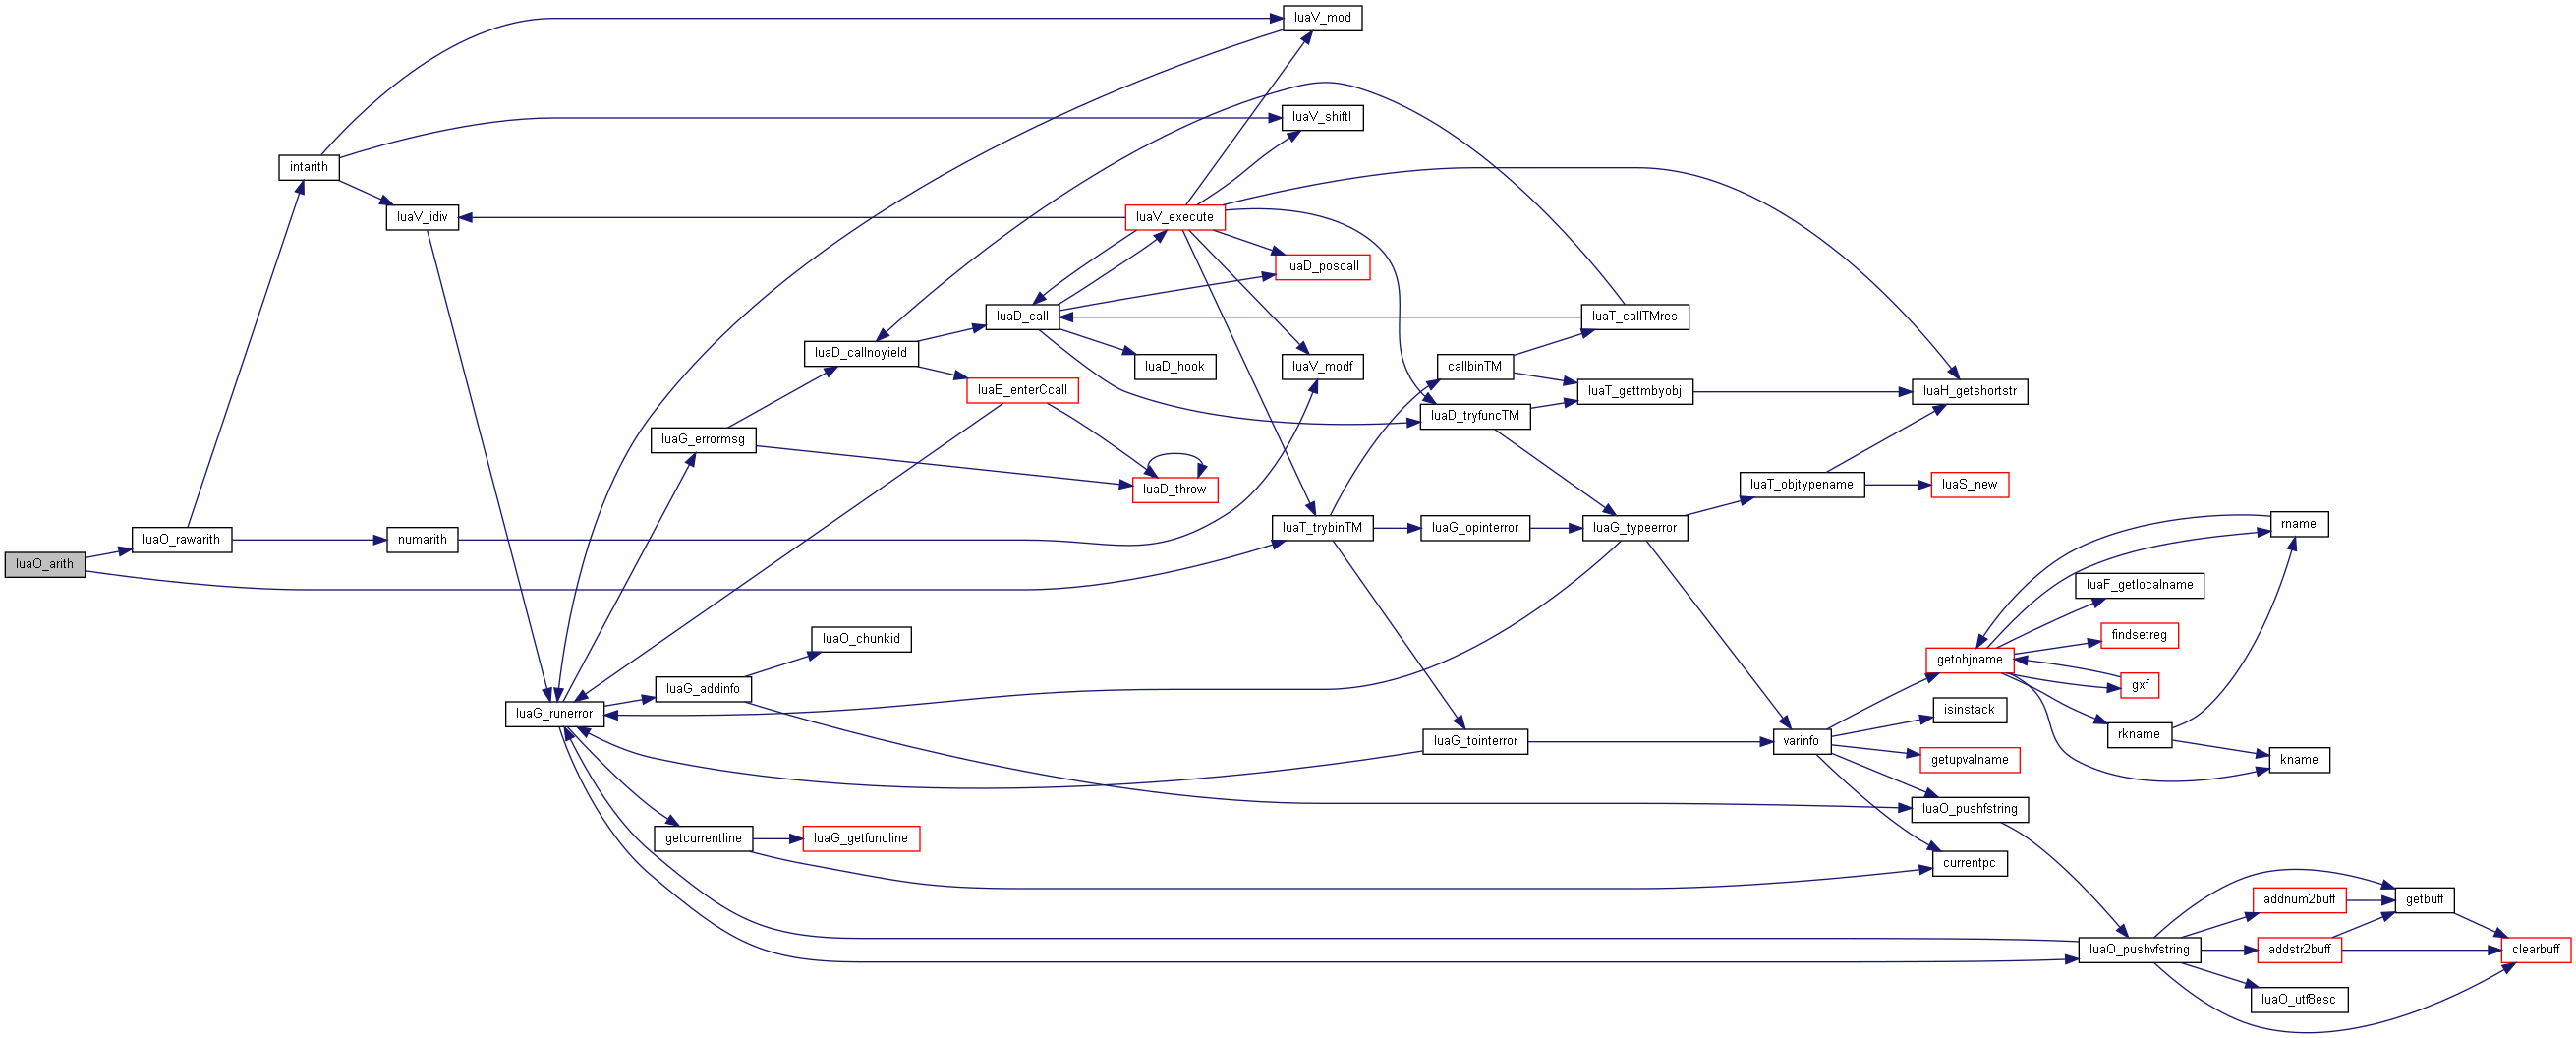 luaV_mod
luaV_shiftl
intarith
luaV_idiv
luaV_execute
luaD_poscall
luaD_call
luaT_callTMres
luaD_callnoyield
luaD_hook
luaV_modf
callbinTM
luaE_enterCcall
luaT_gettmbyobj
luaH_getshortstr
luaD_tryfuncTM
luaG_errormsg
luaD_throw
luaT_objtypename
luaS_new
luaO_rawarith
numarith
luaT_trybinTM
luaG_opinterror
luaG_typeerror
rname
luaO_arith
luaF_getlocalname
luaO_chunkid
findsetreg
getobjname
luaG_addinfo
gxf
luaG_runerror
isinstack
luaG_tointerror
varinfo
rkname
getupvalname
kname
luaO_pushfstring
getcurrentline
luaG_getfuncline
currentpc
addnum2buff
getbuff
luaO_pushvfstring
addstr2buff
clearbuff
luaO_utf8esc